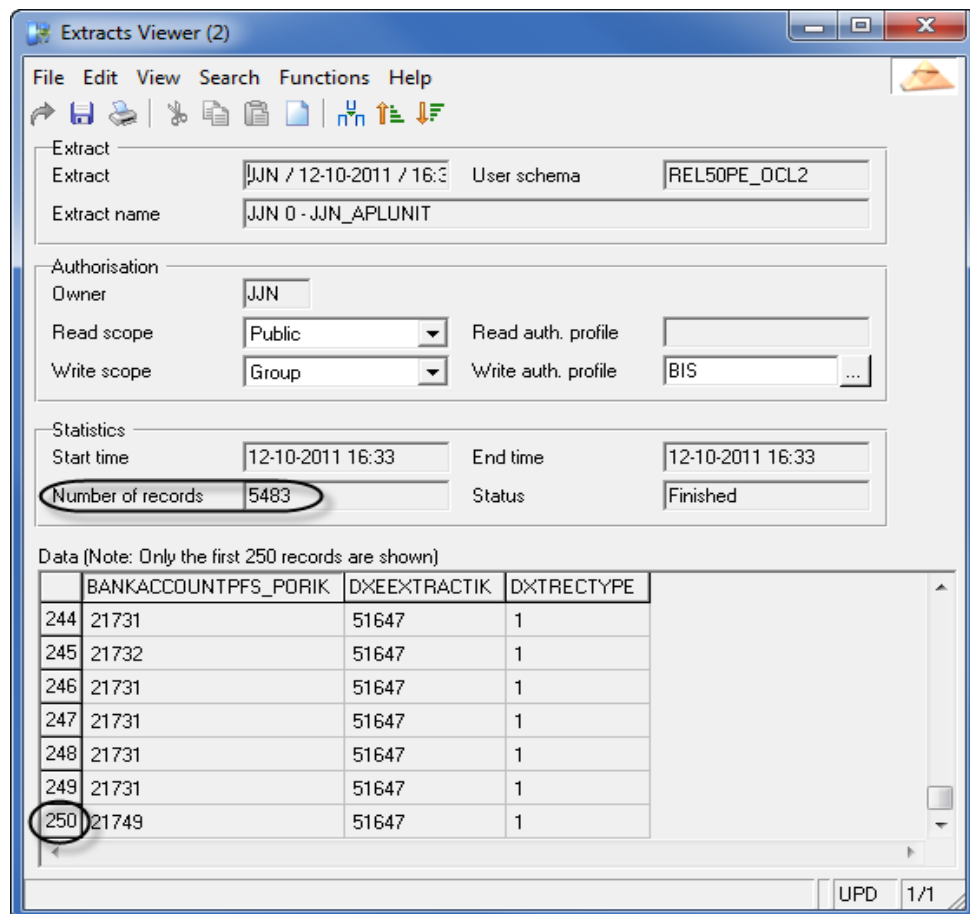 Extracts Viewer (2)
File Edit View Search Functions Help
Extract
Extract JJN / 12-10-2011 / 16:3 User schema REL50PE_OCL2
Extract name JJN 0 - JJN_APLUNIT
Authorisation
Owner JJN
Read scope Public Read auth. profile
Write scope Group Write auth. profile BIS ...
Statistics
Start time 12-10-2011 16:33 End time 12-10-2011 16:33
Number of records 5483 Status Finished
Data (Note: Only the first 250 records are shown)
BANKACCOUNTPFS_PORIK DXEEXTRACTIK DXTRECTYPE
244 21731 51647 1
245 21732 51647 1
246 21731 51647 1
247 21731 51647 1
248 21731 51647 1
249 21731 51647 1
250 21749 51647 1
UPD 1/1